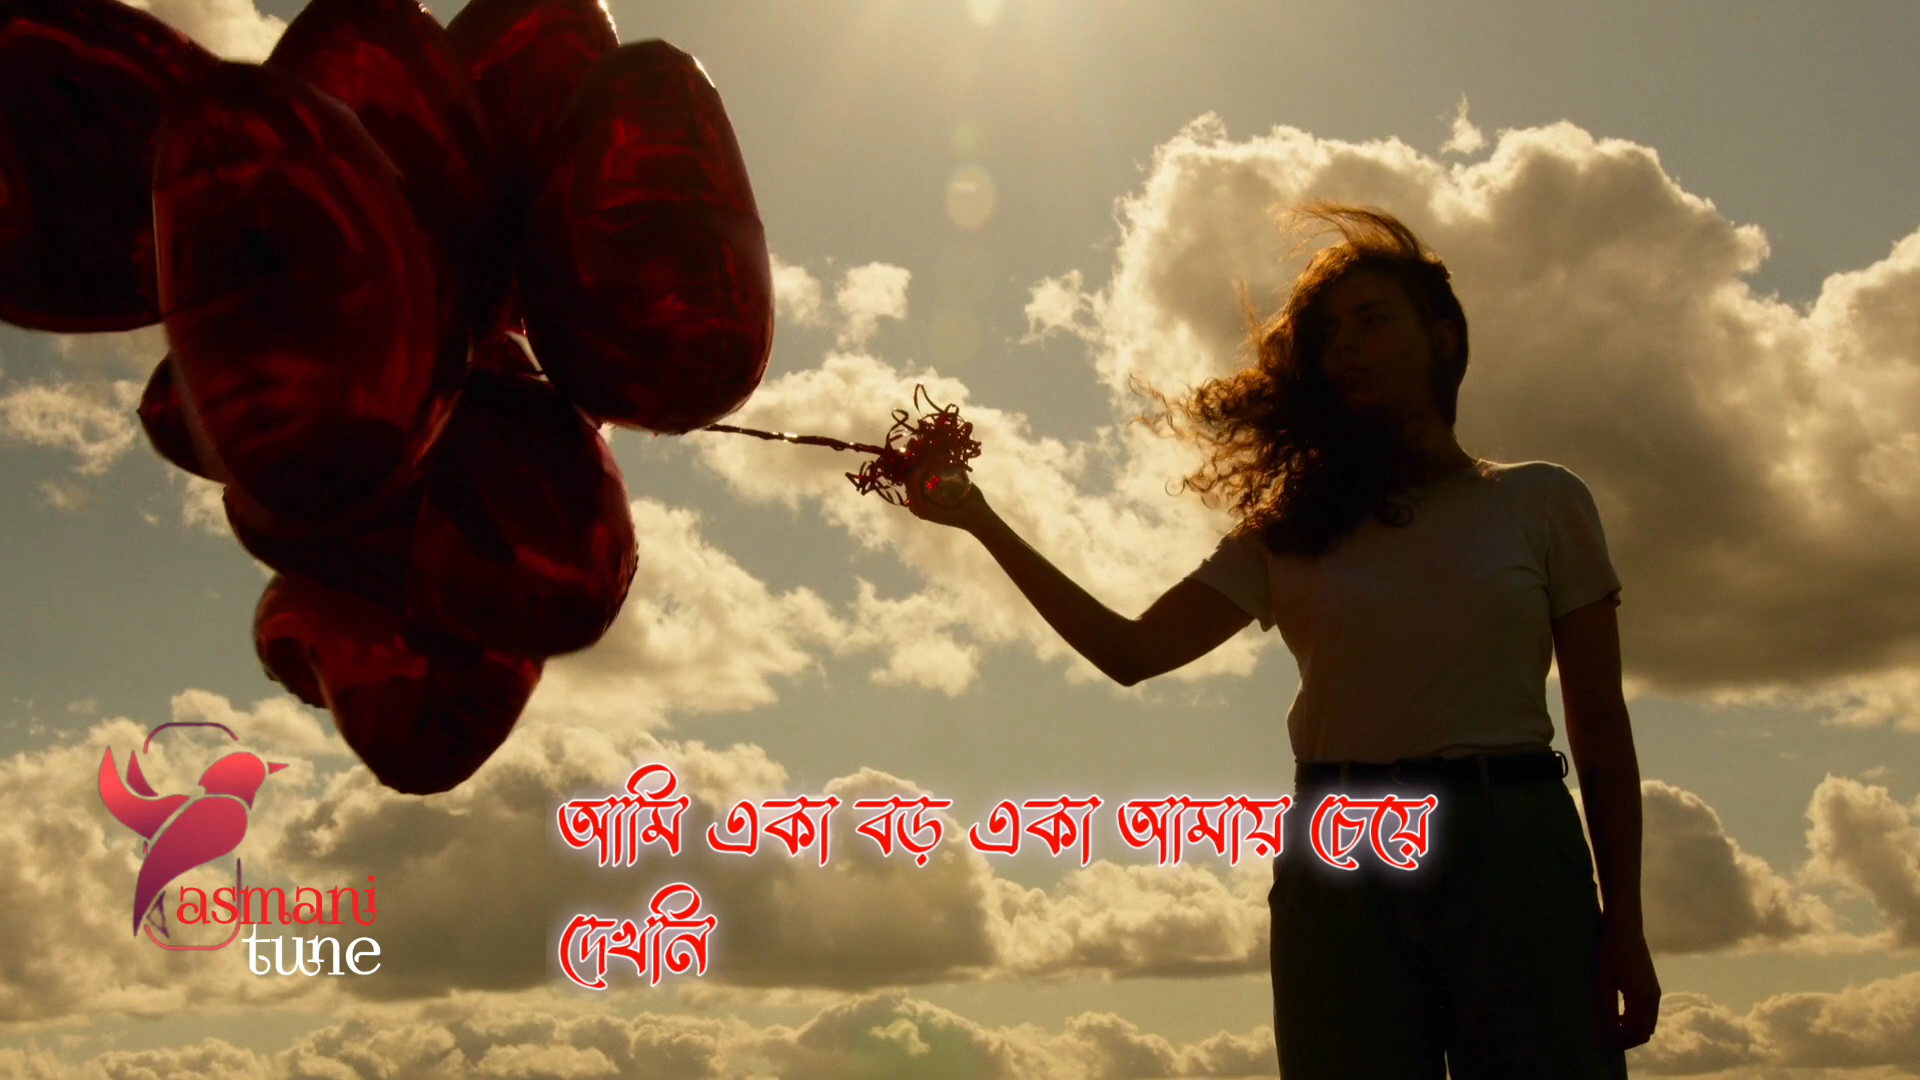 আমি একা বড় একা আমায় চেয়ে
দেখনি
asmani
tune